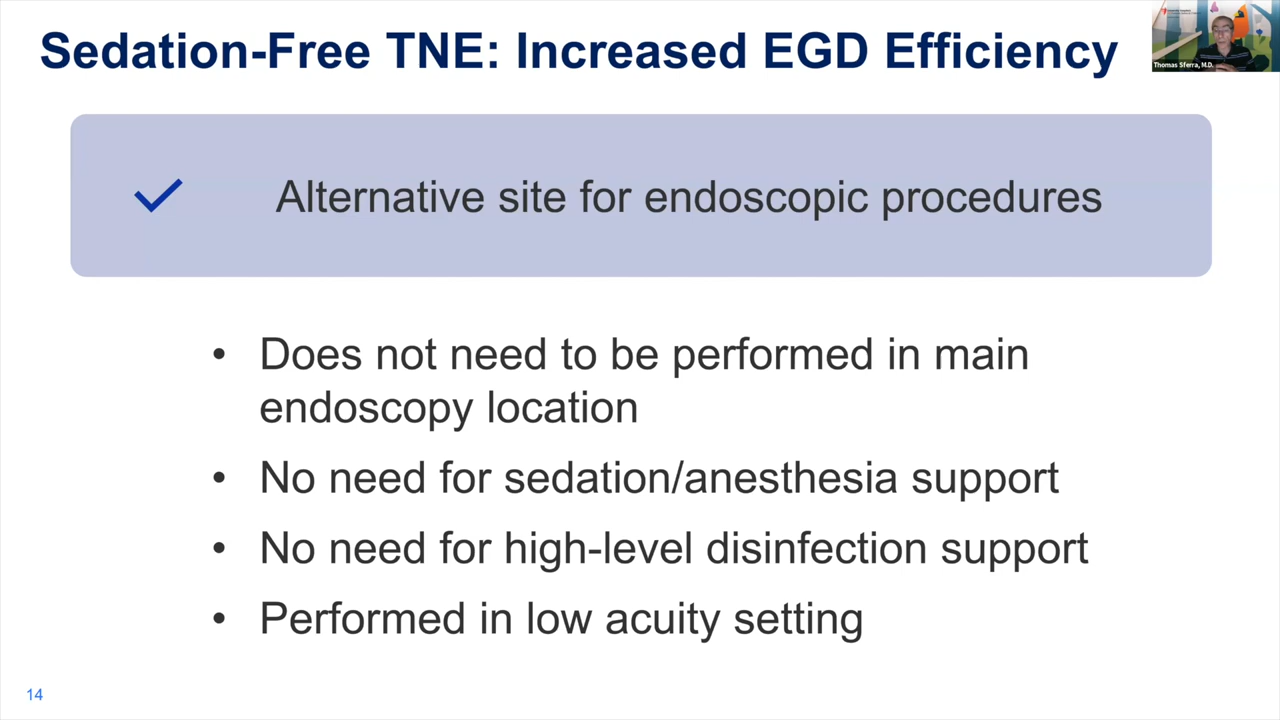 Sedation-Free TNE: Increased EGD Efficiency
Thomas Sferra, M.D.
Alternative site for endoscopic procedures
• Does not need to be performed in main
endoscopy location
• No need for sedation/anesthesia support
• No need for high-level disinfection support
• Performed in low acuity setting
14